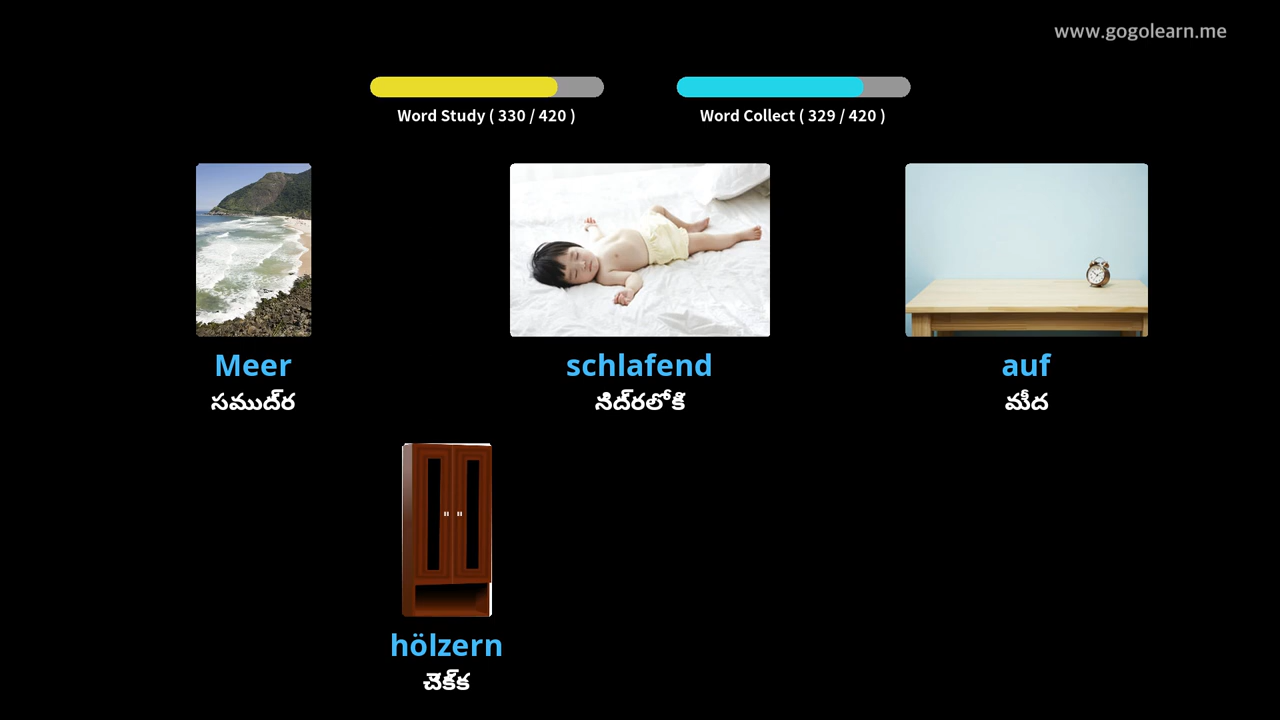 www.gogolearn.me
Word Study ( 330 / 420 )
Word Collect ( 329 / 420 )
Meer
schlafend
auf
సముద్ర
నిద్రలోకి
మీద
hölzern
చెక్క